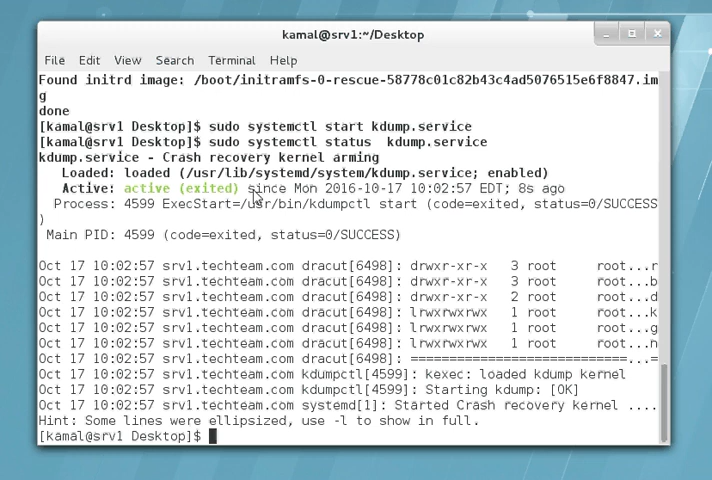 kamal@srv1:~/Desktop
File Edit View Search Terminal Help
Found initrd image: /boot/initramfs-0-rescue-58778c01c82b43c4ad5076515e6f8847.im
g
done
[kamal@srv1 Desktop]$ sudo systemctl start kdump.service
[kamal@srv1 Desktop]$ sudo systemctl status  kdump.service
kdump.service - Crash recovery kernel arming
   Loaded: loaded (/usr/lib/systemd/system/kdump.service; enabled)
   Active: active (exited) since Mon 2016-10-17 10:02:57 EDT; 8s ago
  Process: 4599 ExecStart=/usr/bin/kdumpctl start (code=exited, status=0/SUCCESS
)
 Main PID: 4599 (code=exited, status=0/SUCCESS)
Oct 17 10:02:57 srv1.techteam.com dracut[6498]: drwxr-xr-x   3 root     root...r
Oct 17 10:02:57 srv1.techteam.com dracut[6498]: drwxr-xr-x   3 root     root...b
Oct 17 10:02:57 srv1.techteam.com dracut[6498]: drwxr-xr-x   2 root     root...d
Oct 17 10:02:57 srv1.techteam.com dracut[6498]: lrwxrwxrwx   1 root     root...k
Oct 17 10:02:57 srv1.techteam.com dracut[6498]: lrwxrwxrwx   1 root     root...g
Oct 17 10:02:57 srv1.techteam.com dracut[6498]: lrwxrwxrwx   1 root     root...n
Oct 17 10:02:57 srv1.techteam.com dracut[6498]: ============================...=
Oct 17 10:02:57 srv1.techteam.com kdumpctl[4599]: kexec: loaded kdump kernel
Oct 17 10:02:57 srv1.techteam.com kdumpctl[4599]: Starting kdump: [OK]
Oct 17 10:02:57 srv1.techteam.com systemd[1]: Started Crash recovery kernel ....
Hint: Some lines were ellipsized, use -l to show in full.
[kamal@srv1 Desktop]$